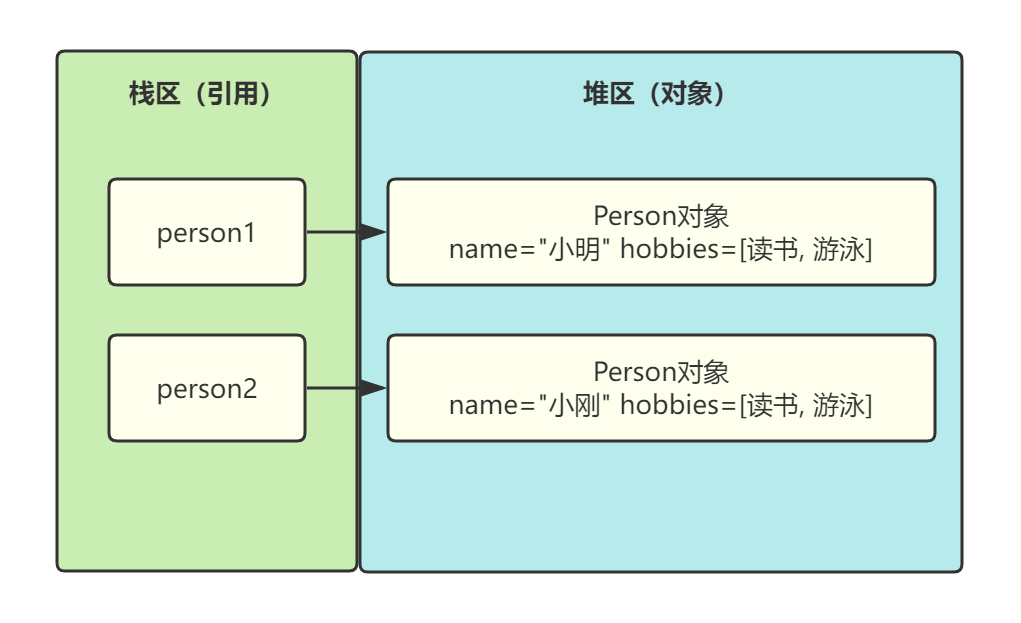 栈区（引用）
堆区（对象）
person1
Person对象
name="小明" hobbies=[读书, 游泳]
person2
Person对象
name="小刚" hobbies=[读书, 游泳]